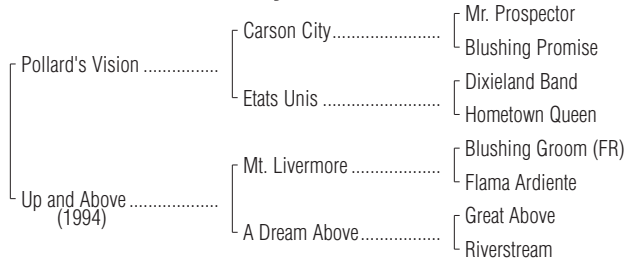 Mr. Prospector
Carson City..................
Blushing Promise
Pollard's Vision ................
Dixieland Band
Etats Unis ....................
Hometown Queen
Blushing Groom (FR)
Mt. Livermore ...............
Flama Ardiente
Up and Above...................
(1994)
Great Above
A Dream Above.............
Riverstream